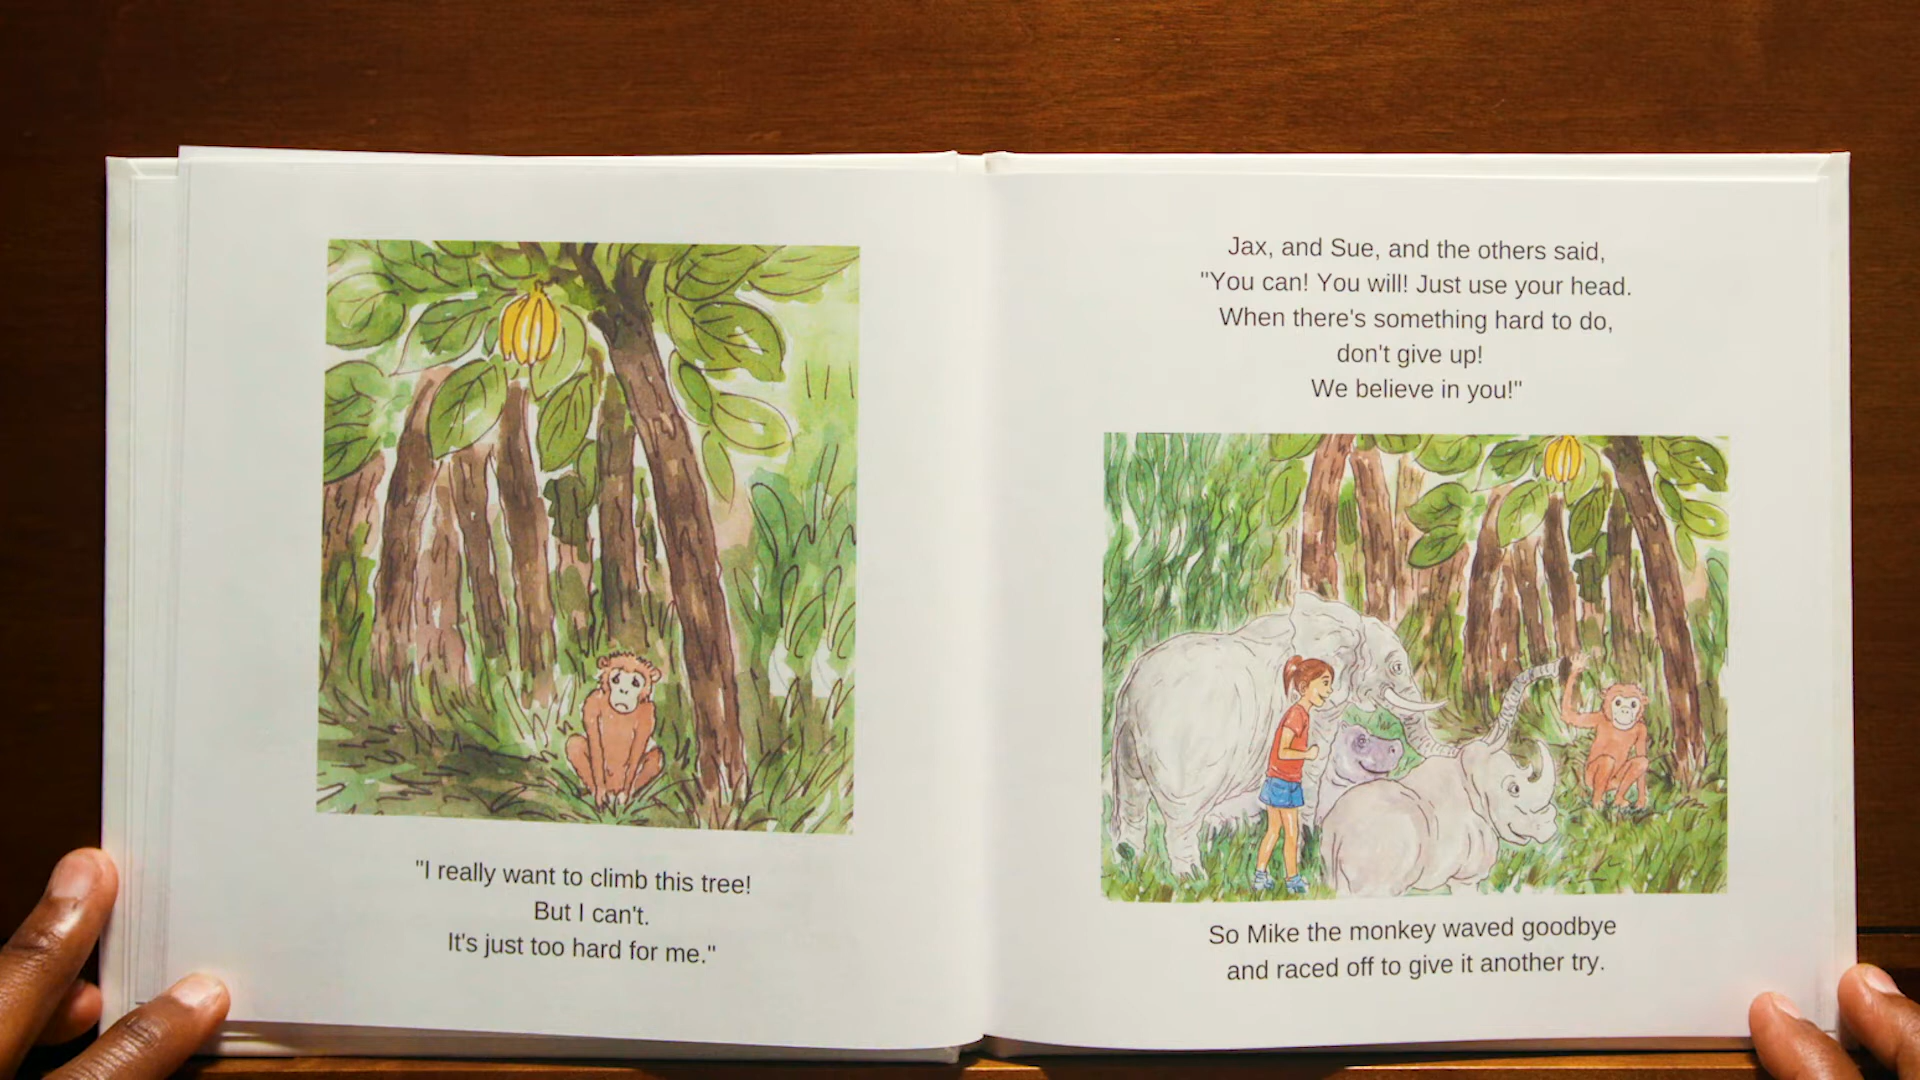 "I really want to climb this tree!
But I can't.
It's just too hard for me."
Jax, and Sue, and the others said,
"You can! You will! Just use your head.
When there's something hard to do,
don't give up!
We believe in you!"
So Mike the monkey waved goodbye
and raced off to give it another try.